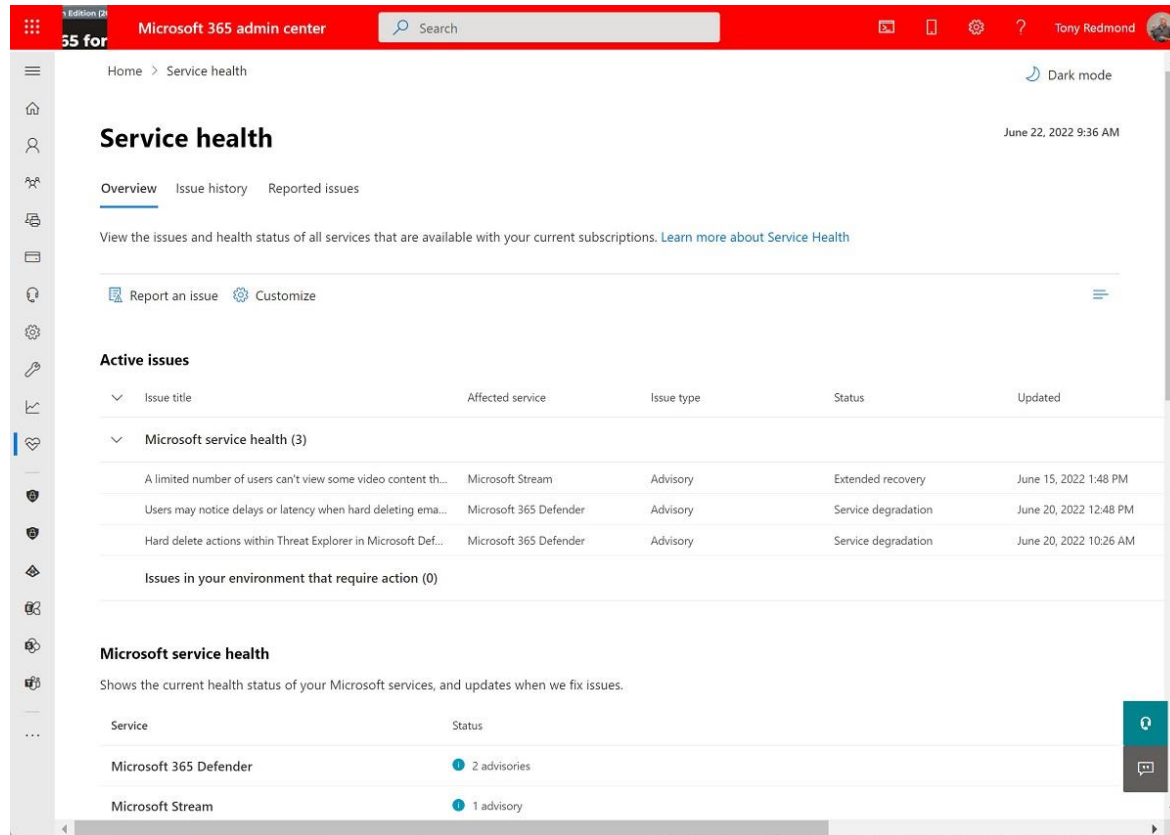 n Edition (20
65 for
Microsoft 365 admin center
Search
Tony Redmond
Home > Service health
Dark mode
Service health
June 22, 2022 9:36 AM
Overview Issue history Reported issues
View the issues and health status of all services that are available with your current subscriptions. Learn more about Service Health
Report an issue Customize
Active issues
Issue title Affected service Issue type Status Updated
Microsoft service health (3)
A limited number of users can't view some video content th... Microsoft Stream Advisory Extended recovery June 15, 2022 1:48 PM
Users may notice delays or latency when hard deleting ema... Microsoft 365 Defender Advisory Service degradation June 20, 2022 12:48 PM
Hard delete actions within Threat Explorer in Microsoft Def... Microsoft 365 Defender Advisory Service degradation June 20, 2022 10:26 AM
Issues in your environment that require action (0)
Microsoft service health
Shows the current health status of your Microsoft services, and updates when we fix issues.
Service Status
Microsoft 365 Defender 2 advisories
Microsoft Stream 1 advisory